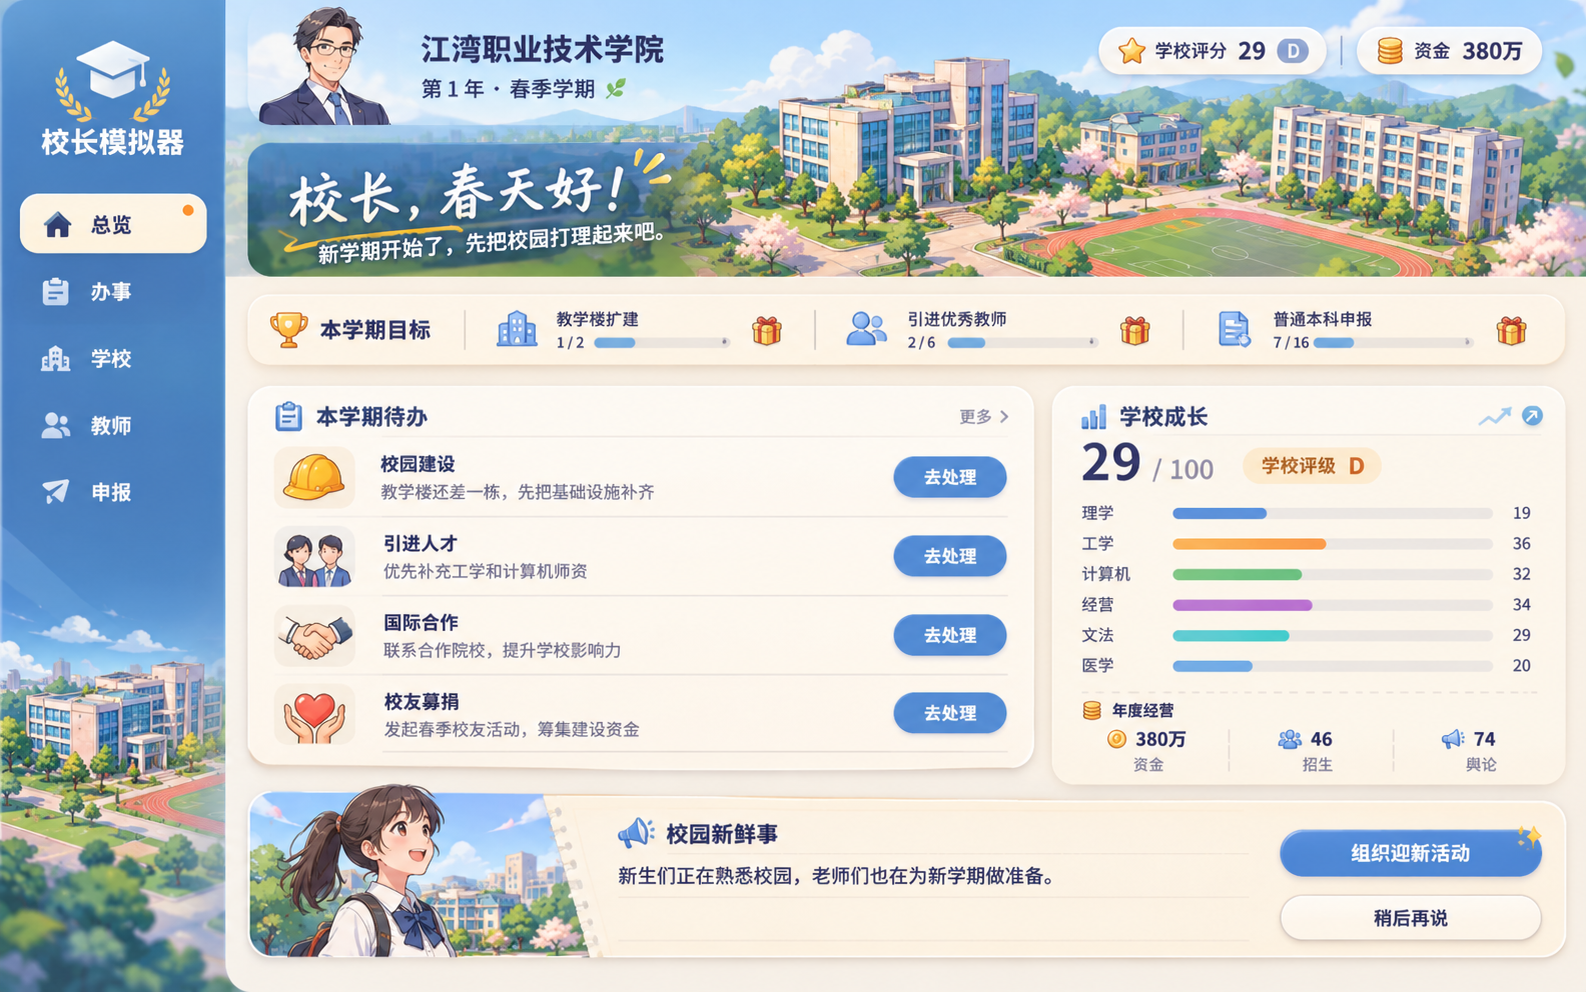 校长模拟器
总览
办事
学校
教师
申报
江湾职业技术学院
第 1 年 · 春季学期
学校评分 29 D
资金 380万
校长，春天好！
新学期开始了，先把校园打理起来吧。
本学期目标
教学楼扩建
1 / 2
引进优秀教师
2 / 6
普通本科申报
7 / 16
本学期待办
更多
校园建设
教学楼还差一栋，先把基础设施补齐
去处理
引进人才
优先补充工学和计算机师资
去处理
国际合作
联系合作院校，提升学校影响力
去处理
校友募捐
发起春季校友活动，筹集建设资金
去处理
学校成长
29 / 100
学校评级 D
理学 19
工学 36
计算机 32
经营 34
文法 29
医学 20
年度经营
380万
资金
46
招生
74
舆论
校园新鲜事
新生们正在熟悉校园，老师们也在为新学期做准备。
组织迎新活动
稍后再说